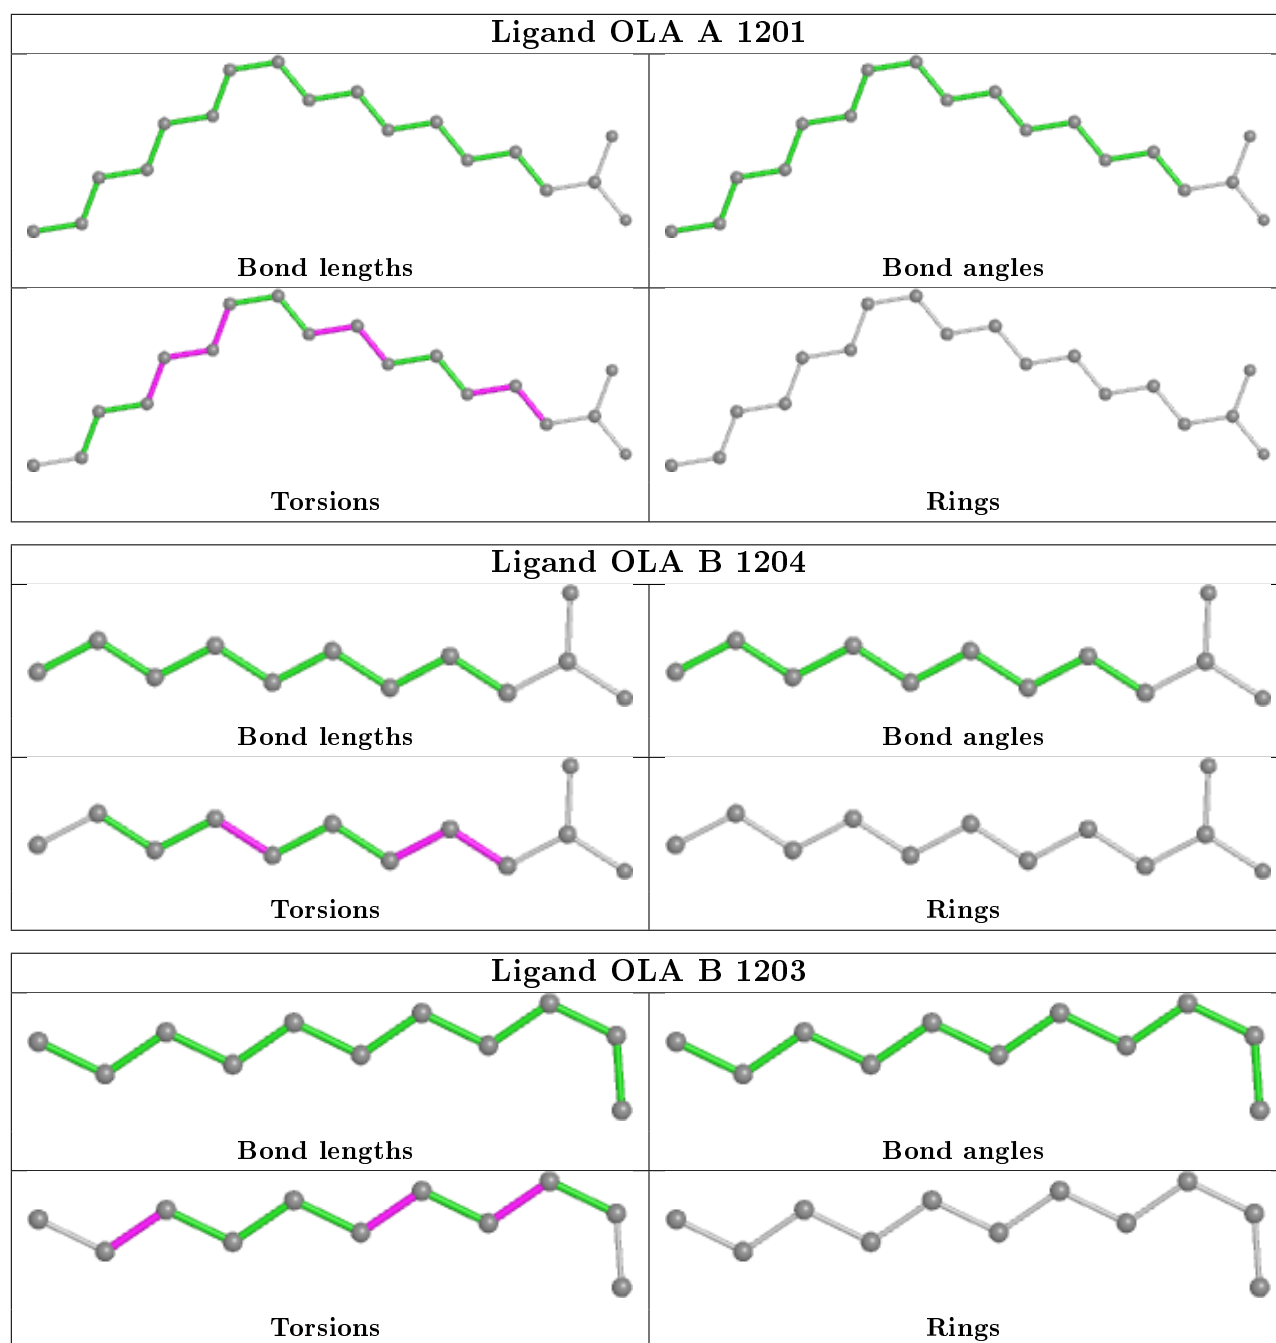 Ligand OLA A 1201
Bond lengths
Bond angles
Torsions
Rings
Ligand OLA B 1204
Bond lengths
Bond angles
Torsions
Rings
Ligand OLA B 1203
Bond lengths
Bond angles
Torsions
Rings